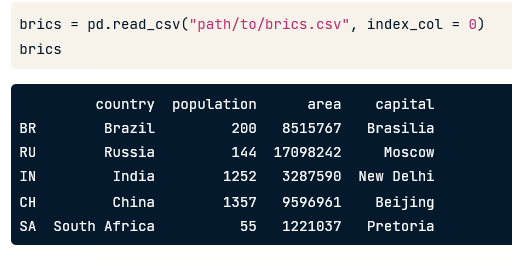 brics = pd.read_csv("path/to/brics.csv", index_col = 0)
brics
country population area capital
BR Brazil 200 8515767 Brasilia
RU Russia 144 17098242 Moscow
IN India 1252 3287590 New Delhi
CH China 1357 9596961 Beijing
SA South Africa 55 1221037 Pretoria